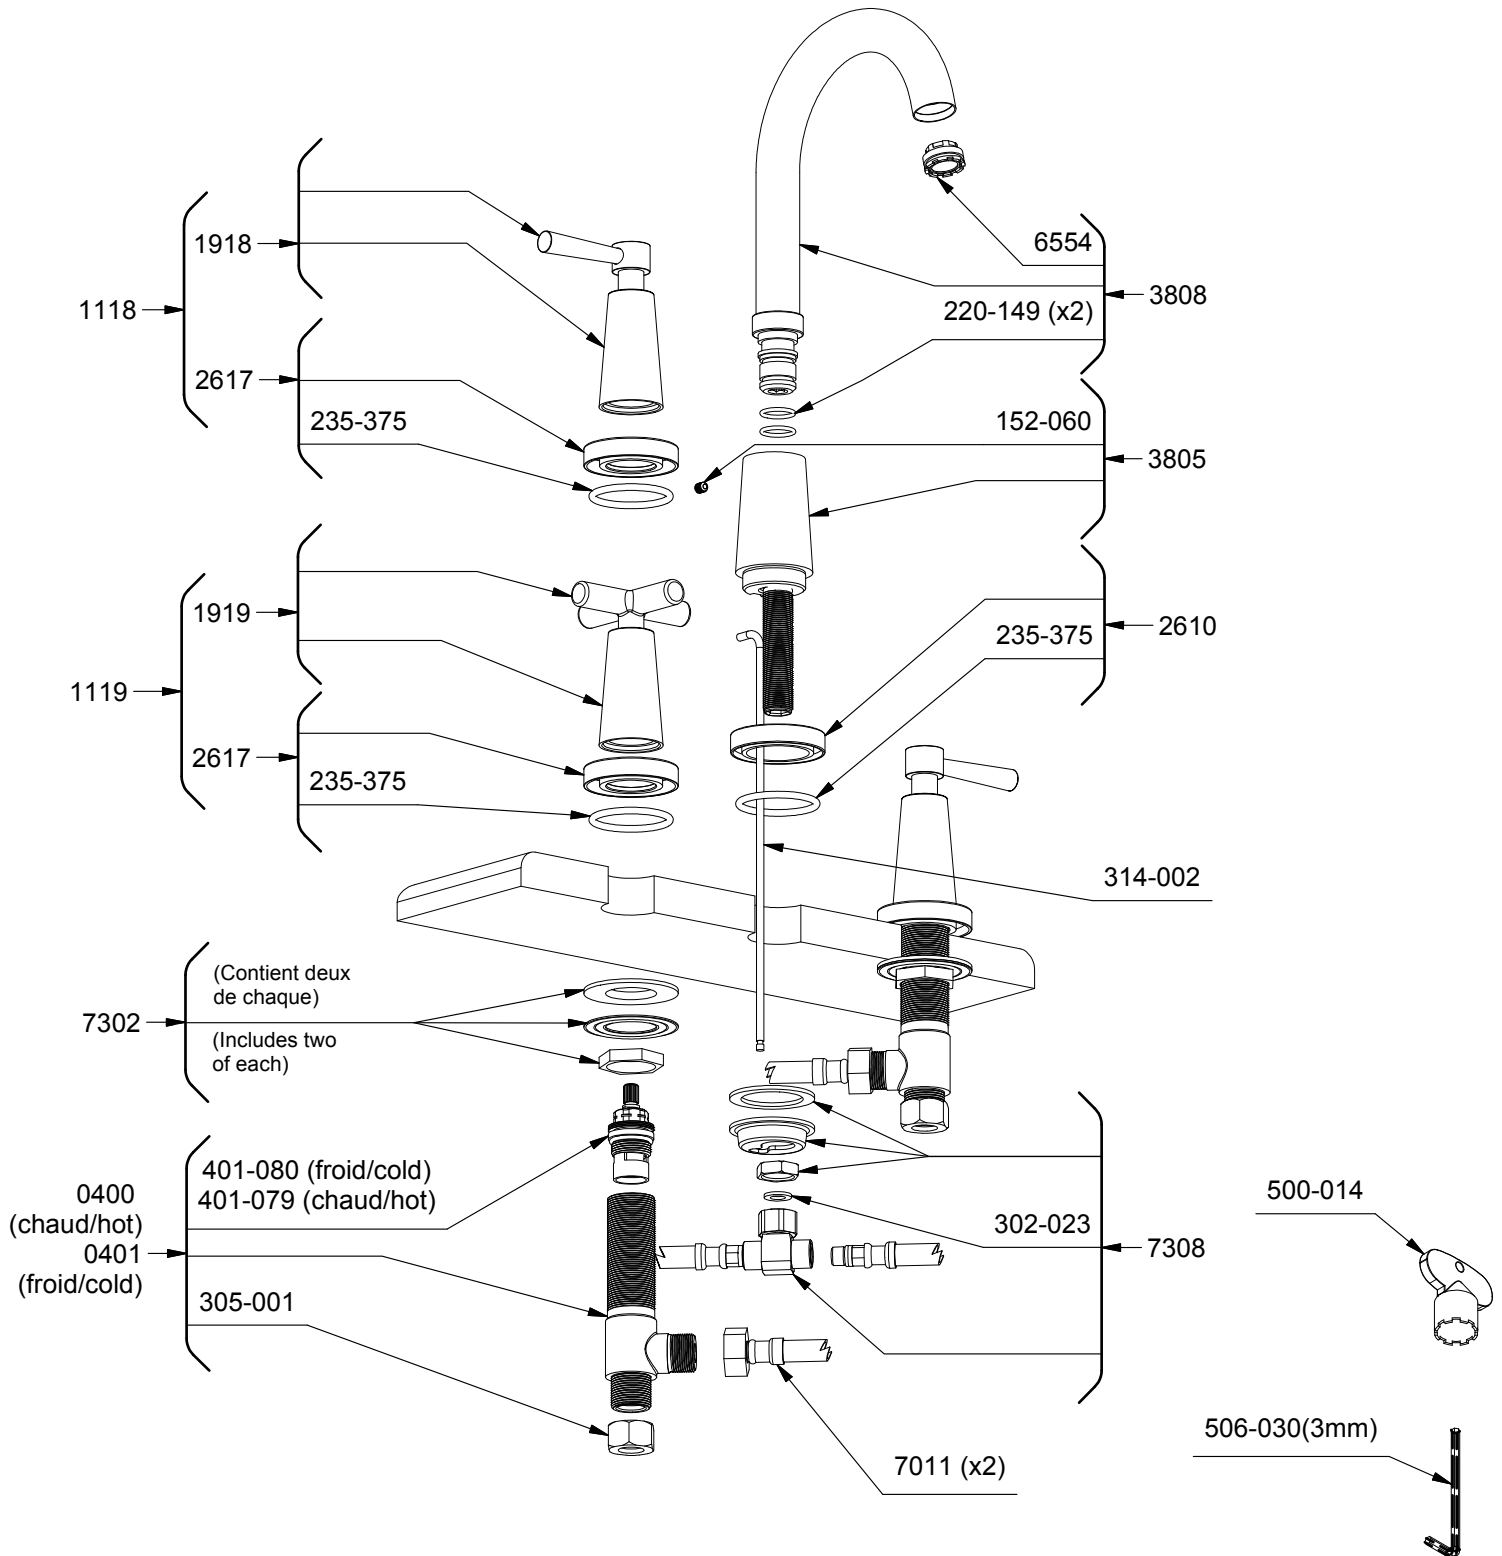 6554
1918
3808
1118
220-149 (x2)
2617
235-375
152-060
3805
1919
2610
235-375
1119
2617
235-375
314-002
(Contient deux
de chaque)
7302
(Includes two
of each)
401-080 (froid/cold)
401-079 (chaud/hot)
0400
(chaud/hot)
0401
(froid/cold)
305-001
302-023
7308
500-014
506-030(3mm)
7011 (x2)